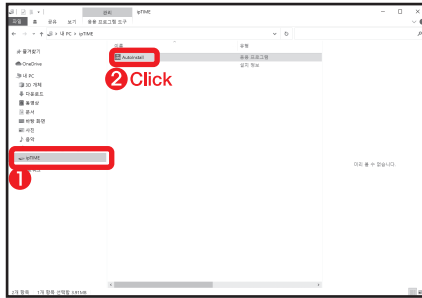 관리
ipTIME
파일
홈
공유
보기
응용 프로그램 도구
> 내 PC > ipTIME
이름
유형
즐겨찾기
AutoInstall
응용 프로그램
설치 정보
OneDrive
❷ Click
내 PC
3D 개체
다운로드
동영상
문서
바탕 화면
사진
음악
ipTIME
❶
미리 볼 수 없습니다.
2개 항목
1개 항목 선택함